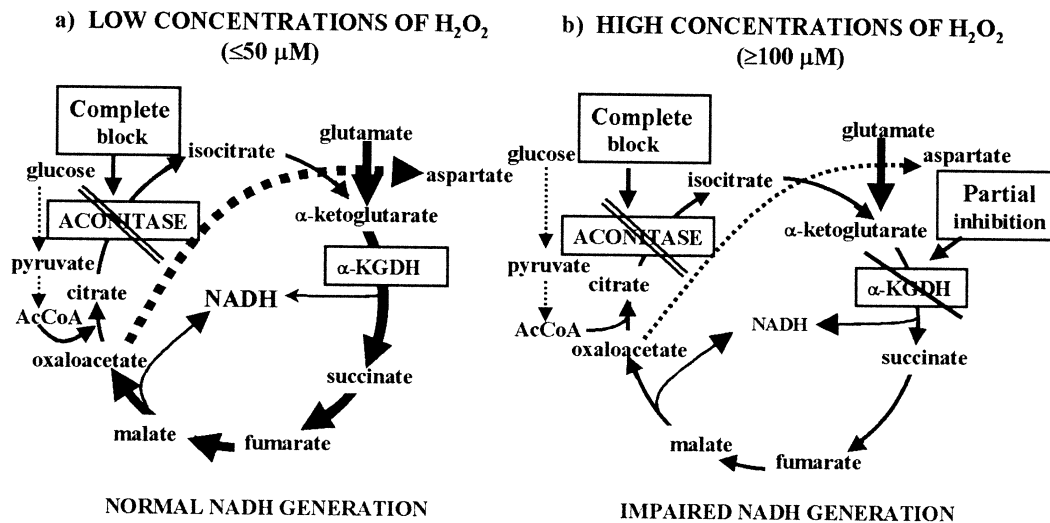 a) LOW CONCENTRATIONS OF H₂O₂
(≤50 μM)
Complete
block
glutamate
isocitrate
glucose
aspartate
ACONITASE
α-ketoglutarate
pyruvate
α-KGDH
citrate
NADH
AcCoA
oxaloacetate
succinate
malate
fumarate
NORMAL NADH GENERATION
b) HIGH CONCENTRATIONS OF H₂O₂
(≥100 μM)
Complete
block
glutamate
glucose
aspartate
isocitrate
Partial
inhibition
ACONITASE
α-ketoglutarate
pyruvate
citrate
α-KGDH
AcCoA
NADH
oxaloacetate
succinate
malate
fumarate
IMPAIRED NADH GENERATION